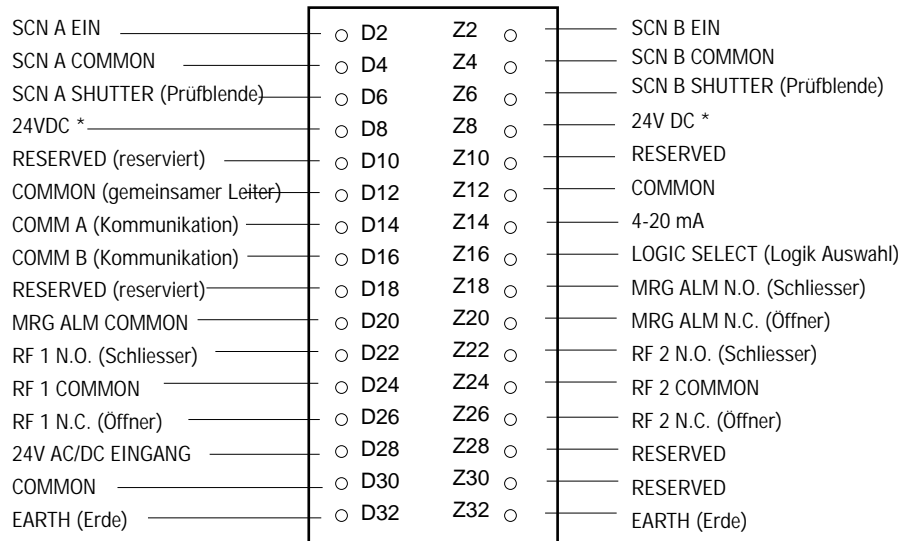 SCN A EIN D2 Z2 SCN B EIN
SCN A COMMON D4 Z4 SCN B COMMON
SCN A SHUTTER (Prüfblende) D6 Z6 SCN B SHUTTER (Prüfblende)
24VDC * D8 Z8 24V DC *
RESERVED (reserviert) D10 Z10 RESERVED
COMMON (gemeinsamer Leiter) D12 Z12 COMMON
COMM A (Kommunikation) D14 Z14 4-20 mA
COMM B (Kommunikation) D16 Z16 LOGIC SELECT (Logik Auswahl)
RESERVED (reserviert) D18 Z18 MRG ALM N.O. (Schliesser)
MRG ALM COMMON D20 Z20 MRG ALM N.C. (Öffner)
RF 1 N.O. (Schliesser) D22 Z22 RF 2 N.O. (Schliesser)
RF 1 COMMON D24 Z24 RF 2 COMMON
RF 1 N.C. (Öffner) D26 Z26 RF 2 N.C. (Öffner)
24V AC/DC EINGANG D28 Z28 RESERVED
COMMON D30 Z30 RESERVED
EARTH (Erde) D32 Z32 EARTH (Erde)